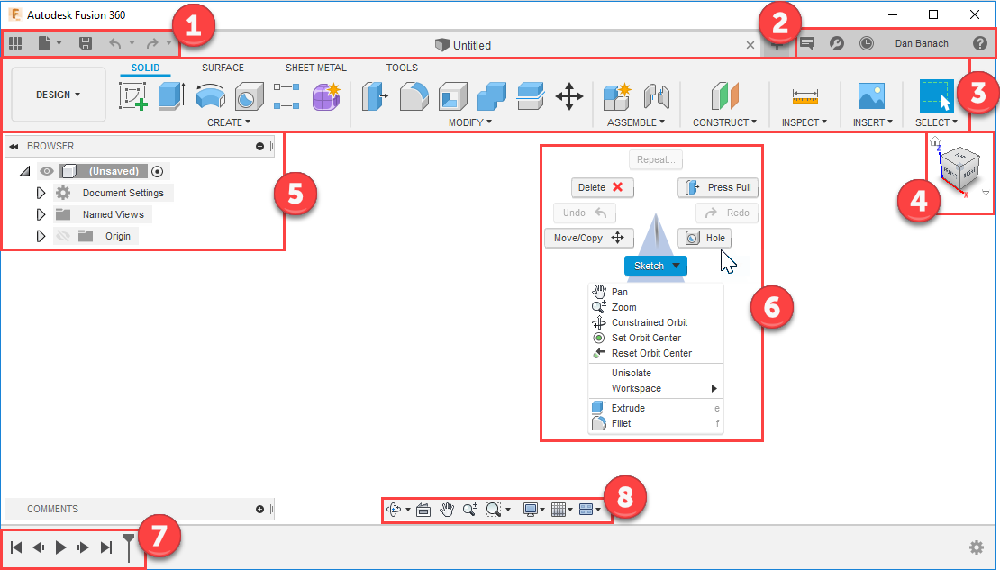 Autodesk Fusion 360
1
2
Untitled
Dan Banach
DESIGN
SOLID SURFACE SHEET METAL TOOLS
CREATE MODIFY ASSEMBLE CONSTRUCT INSPECT INSERT SELECT
3
BROWSER
(Unsaved)
Document Settings
Named Views
Origin
5
4
Repeat...
Delete Press Pull
Undo Redo
Move/Copy Hole
Sketch
Pan
Zoom
Constrained Orbit
Set Orbit Center
Reset Orbit Center
Unisolate
Workspace
Extrude e
Fillet f
6
Z
X
COMMENTS
8
7